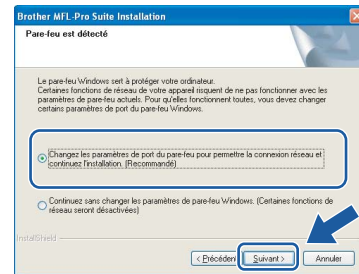 Brother MFL-Pro Suite Installation
Pare-feu est détecté
Le pare-feu Windows sert à protéger votre ordinateur.
Certaines fonctions de réseau de votre appareil risquent de ne pas fonctionner avec les
paramètres de pare-feu actuels. Pour qu'elles fonctionnent toutes, vous devez changer
certains paramètres de port du pare-feu Windows.
Changez les paramètres de port du pare-feu pour permettre la connexion réseau et
continuez l'installation. (Recommandé)
Continuez sans changer les paramètres de pare-feu Windows. (Certaines fonctions de
réseau seront désactivées)
InstallShield
< Précédent
Suivant >
Annuler